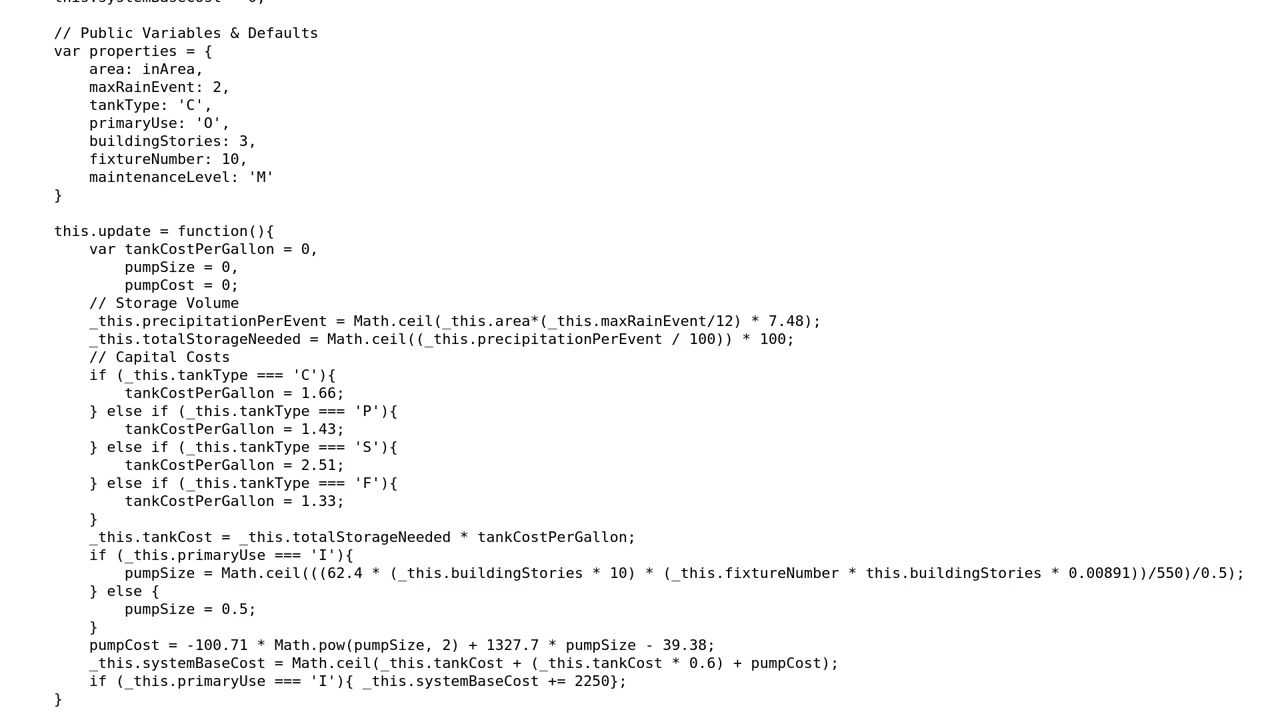 this.systemBaseCost = 0;
// Public Variables & Defaults
var properties = {
area: inArea,
maxRainEvent: 2,
tankType: 'C',
primaryUse: 'O',
buildingStories: 3,
fixtureNumber: 10,
maintenanceLevel: 'M'
}
this.update = function(){
var tankCostPerGallon = 0,
pumpSize = 0,
pumpCost = 0;
// Storage Volume
_this.precipitationPerEvent = Math.ceil(_this.area*(_this.maxRainEvent/12) * 7.48);
_this.totalStorageNeeded = Math.ceil((_this.precipitationPerEvent / 100)) * 100;
// Capital Costs
if (_this.tankType === 'C'){
tankCostPerGallon = 1.66;
} else if (_this.tankType === 'P'){
tankCostPerGallon = 1.43;
} else if (_this.tankType === 'S'){
tankCostPerGallon = 2.51;
} else if (_this.tankType === 'F'){
tankCostPerGallon = 1.33;
}
_this.tankCost = _this.totalStorageNeeded * tankCostPerGallon;
if (_this.primaryUse === 'I'){
pumpSize = Math.ceil(((62.4 * (_this.buildingStories * 10) * (_this.fixtureNumber * this.buildingStories * 0.00891))/550)/0.5);
} else {
pumpSize = 0.5;
}
pumpCost = -100.71 * Math.pow(pumpSize, 2) + 1327.7 * pumpSize - 39.38;
_this.systemBaseCost = Math.ceil(_this.tankCost + (_this.tankCost * 0.6) + pumpCost);
if (_this.primaryUse === 'I'){ _this.systemBaseCost += 2250};
}